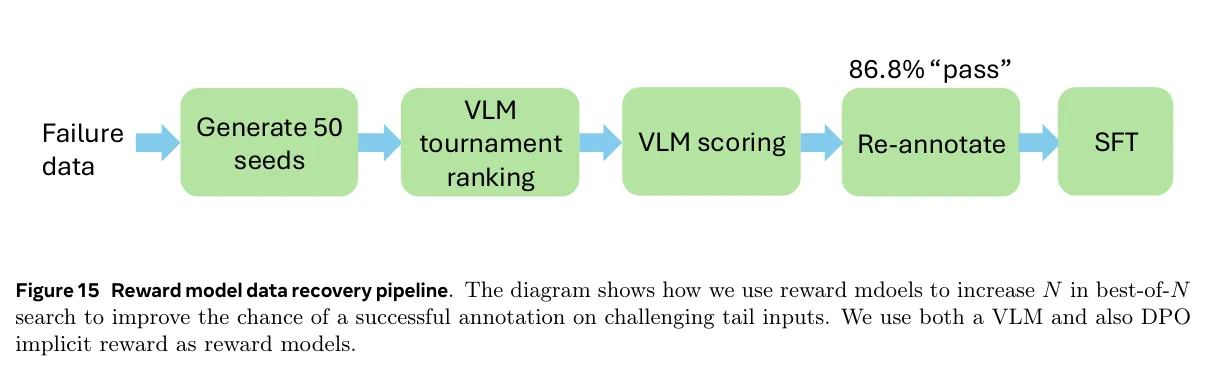 Failure
data
Generate 50
seeds
VLM
tournament
ranking
VLM scoring
86.8% “pass”
Re-annotate
SFT
Figure 15 Reward model data recovery pipeline. The diagram shows how we use reward mdoels to increase N in best-of-N
search to improve the chance of a successful annotation on challenging tail inputs. We use both a VLM and also DPO
implicit reward as reward models.